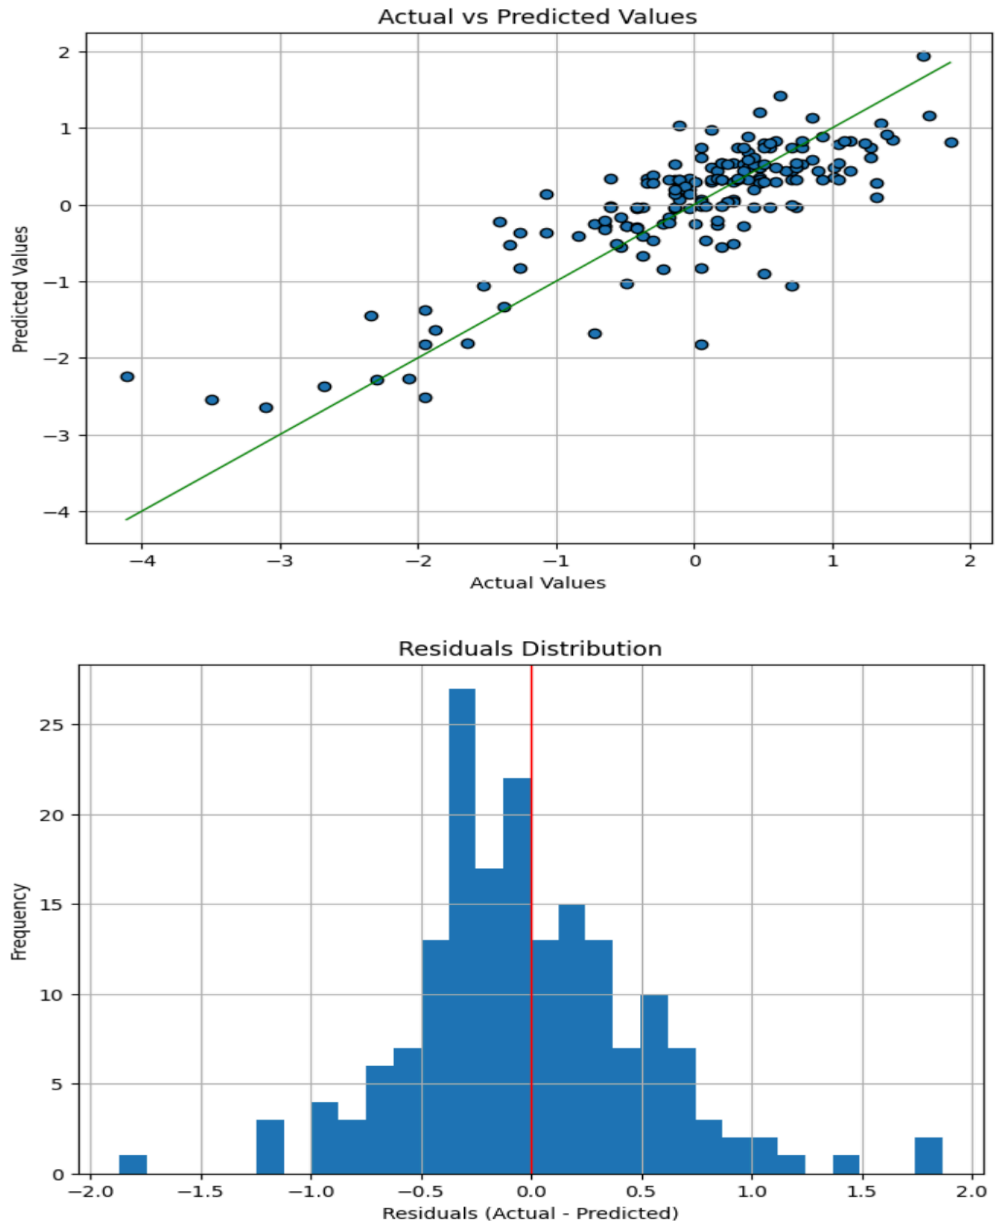 Actual vs Predicted Values
2
1
0
−1
−2
−3
−4
Predicted Values
−4 −3 −2 −1 0 1 2
Actual Values
Residuals Distribution
25
20
15
10
5
0
Frequency
−2.0 −1.5 −1.0 −0.5 0.0 0.5 1.0 1.5 2.0
Residuals (Actual - Predicted)